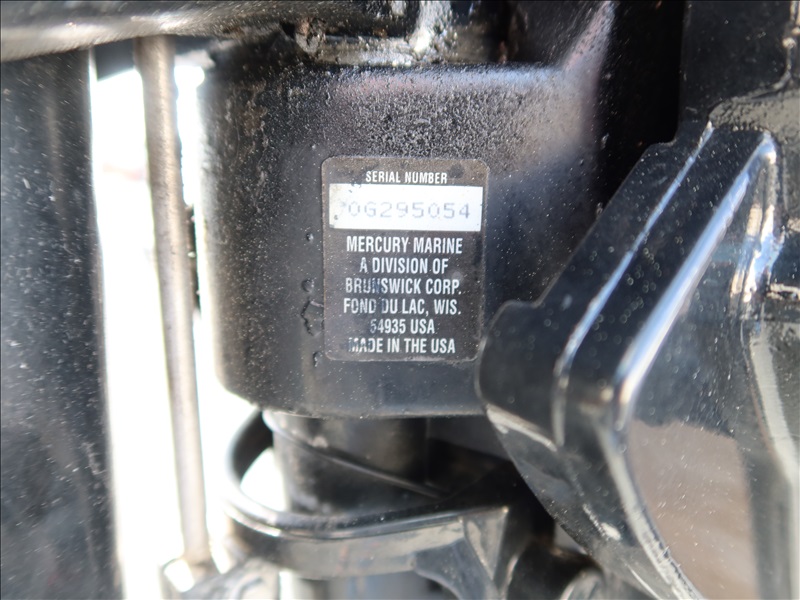 SERIAL NUMBER
0G295054
MERCURY MARINE
A DIVISION OF
BRUNSWICK CORP.
FOND DU LAC, WIS.
54935 USA
MADE IN THE USA